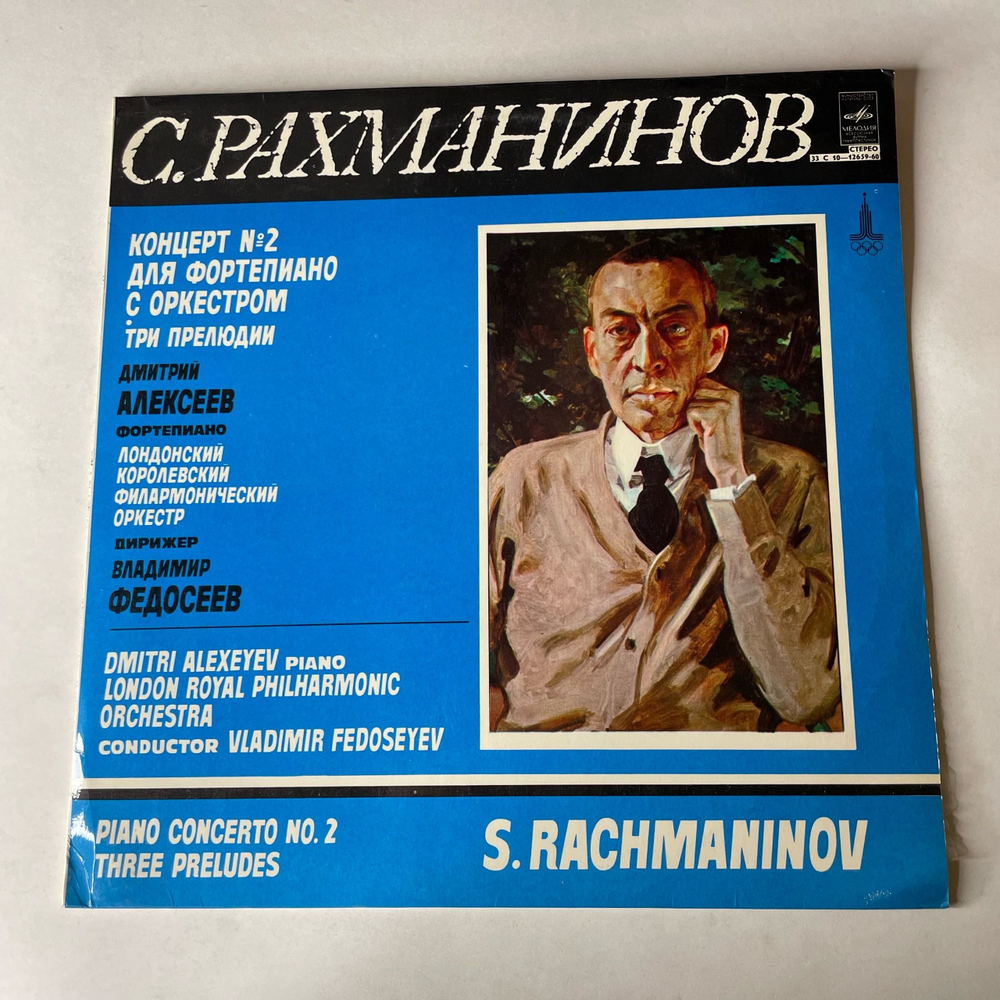 С. РАХМАНИНОВ
МЕЛОДИЯ
СТЕРЕО
33 С 10—12659-60
КОНЦЕРТ №2
ДЛЯ ФОРТЕПИАНО
С ОРКЕСТРОМ
•
ТРИ ПРЕЛЮДИИ
ДМИТРИЙ
АЛЕКСЕЕВ
ФОРТЕПИАНО
ЛОНДОНСКИЙ
КОРОЛЕВСКИЙ
ФИЛАРМОНИЧЕСКИЙ
ОРКЕСТР
ДИРИЖЕР
ВЛАДИМИР
ФЕДОСЕЕВ
DMITRI ALEXEYEV PIANO
LONDON ROYAL PHILHARMONIC
ORCHESTRA
CONDUCTOR VLADIMIR FEDOSEYEV
PIANO CONCERTO NO. 2
THREE PRELUDES
S. RACHMANINOV